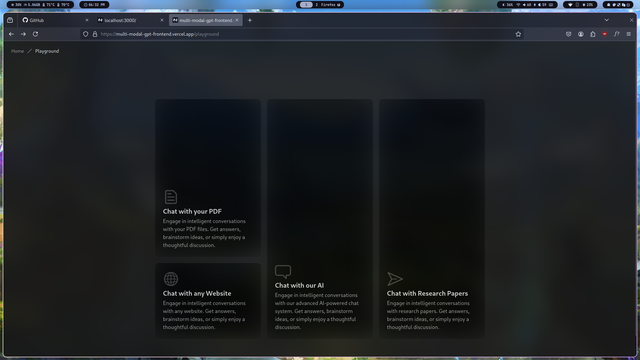 GitHub
localhost:3000/
multi-modal-gpt-frontend.
2 Firefox
https://multi-modal-gpt-frontend.vercel.app/playground
Home / Playground
Chat with your PDF
Engage in intelligent conversations
with your PDF files. Get answers,
brainstorm ideas, or simply enjoy a
thoughtful discussion.
Chat with any Website
Engage in intelligent conversations
with any website. Get answers,
brainstorm ideas, or simply enjoy a
thoughtful discussion.
Chat with our AI
Engage in intelligent conversations
with our advanced AI-powered chat
system. Get answers, brainstorm
ideas, or simply enjoy a thoughtful
discussion.
Chat with Research Papers
Engage in intelligent conversations
with research papers. Get answers,
brainstorm ideas, or simply enjoy a
thoughtful discussion.